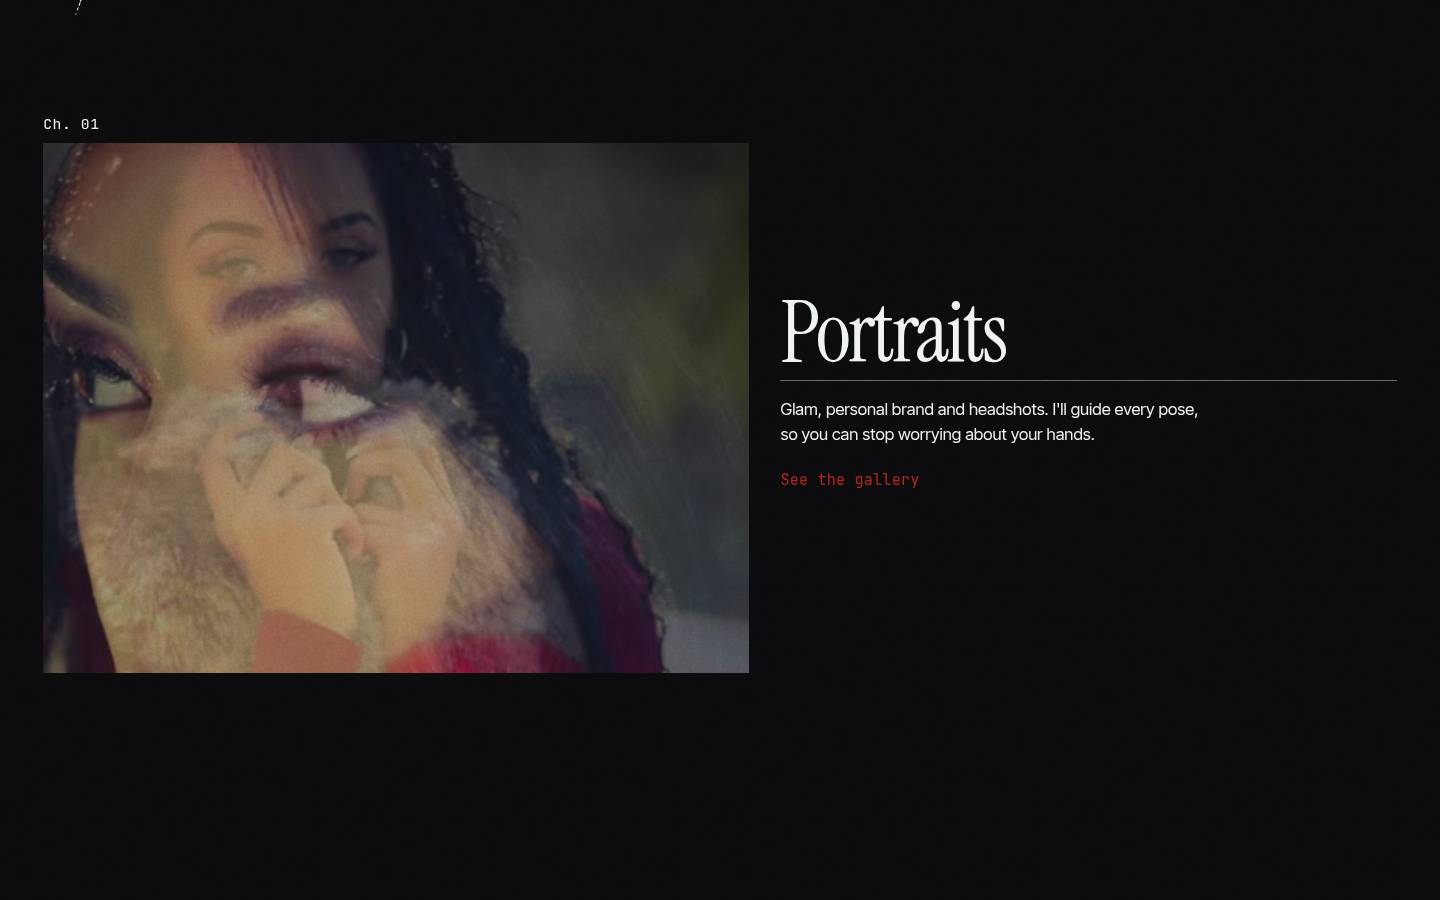 Ch. 01
Portraits
Glam, personal brand and headshots. I'll guide every pose,
so you can stop worrying about your hands.
See the gallery